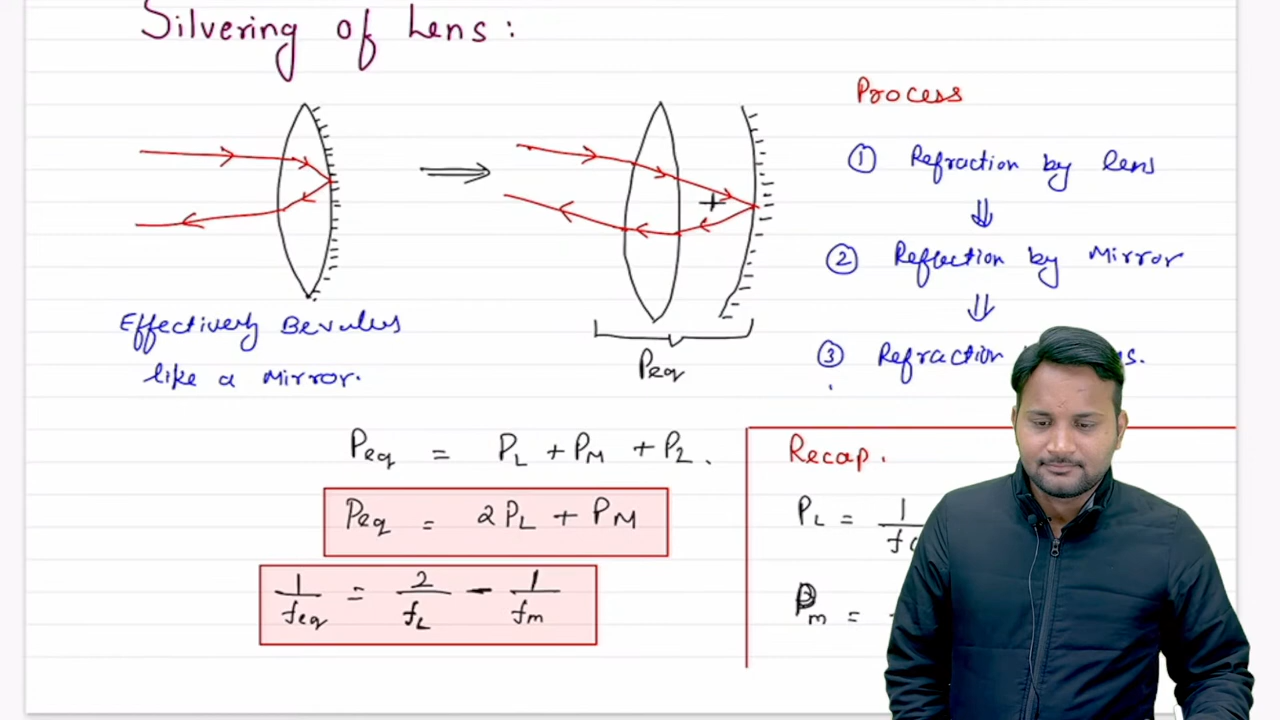 Silvering of Lens :
Process
① Refraction by lens
⇓
② Reflection by Mirror
⇓
③ Refraction
Effectively
like a Mirror.
⇒
Peq
Peq = PL + PM + P2.
Peq = 2PL + PM
1/feq = 2/fL - 1/fm
Recap.
PL = 1/f
Pm =